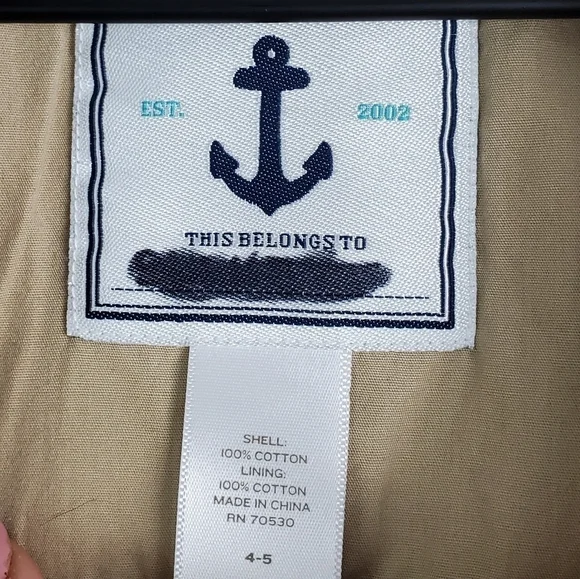 EST. 2002
THIS BELONGS TO
SHELL:
100% COTTON
LINING:
100% COTTON
MADE IN CHINA
RN 70530
4-5